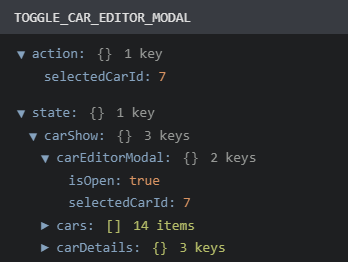 TOGGLE_CAR_EDITOR_MODAL
▼ action: {} 1 key
selectedCarId: 7
▼ state: {} 1 key
▼ carShow: {} 3 keys
▼ carEditorModal: {} 2 keys
isOpen: true
selectedCarId: 7
▶ cars: [] 14 items
▶ carDetails: {} 3 keys